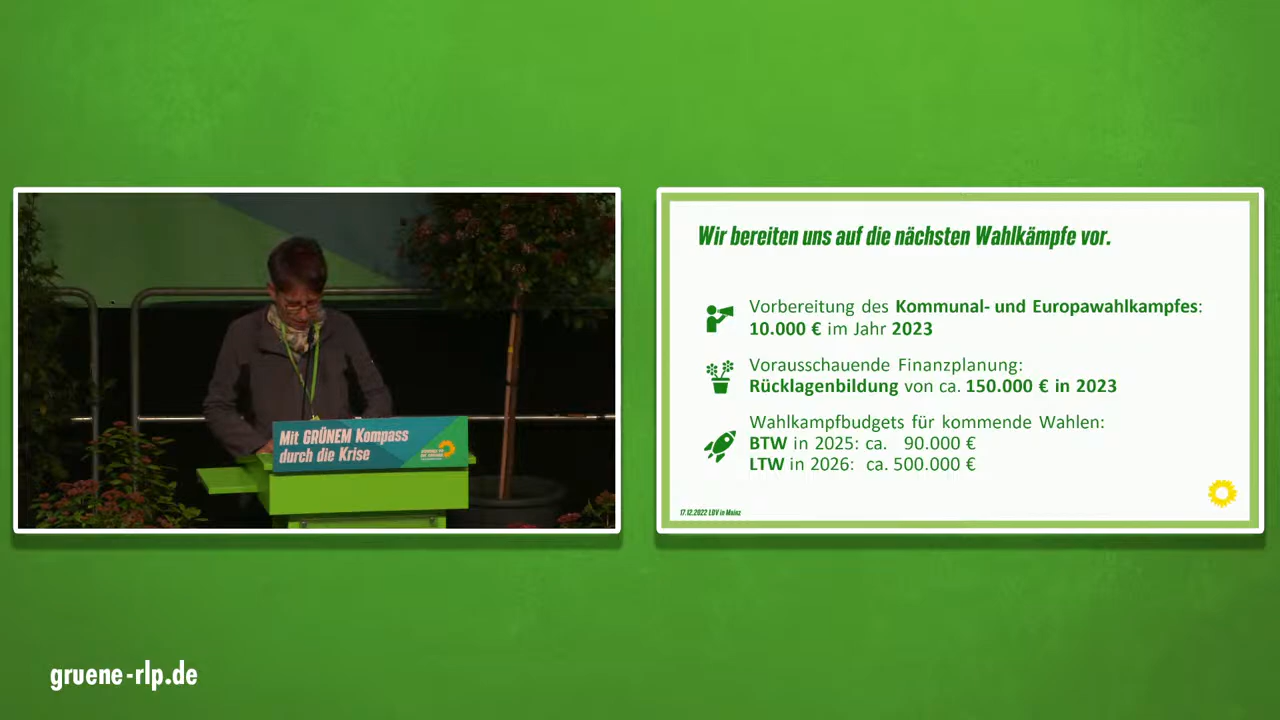 Mit GRÜNEM Kompass
durch die Krise
Wir bereiten uns auf die nächsten Wahlkämpfe vor.
Vorbereitung des Kommunal- und Europawahlkampfes:
10.000 € im Jahr 2023
Vorausschauende Finanzplanung:
Rücklagenbildung von ca. 150.000 € in 2023
Wahlkampfbudgets für kommende Wahlen:
BTW in 2025: ca. 90.000 €
LTW in 2026: ca. 500.000 €
17.12.2022 LDV in Mainz
gruene-rlp.de